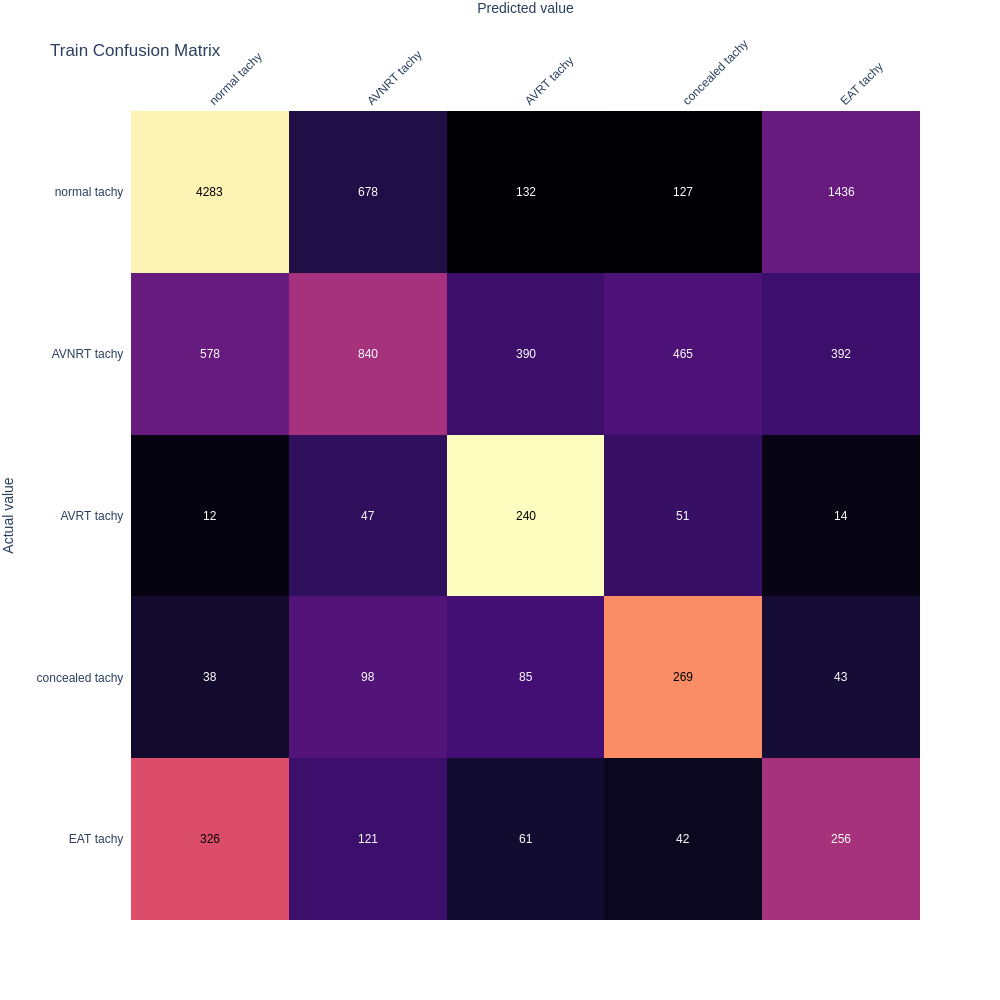 Predicted value
Train Confusion Matrix
normal tachy
AVNRT tachy
AVRT tachy
concealed tachy
EAT tachy
normal tachy
4283 678 132 127 1436
AVNRT tachy
578 840 390 465 392
Actual value
AVRT tachy
12 47 240 51 14
concealed tachy
38 98 85 269 43
EAT tachy
326 121 61 42 256